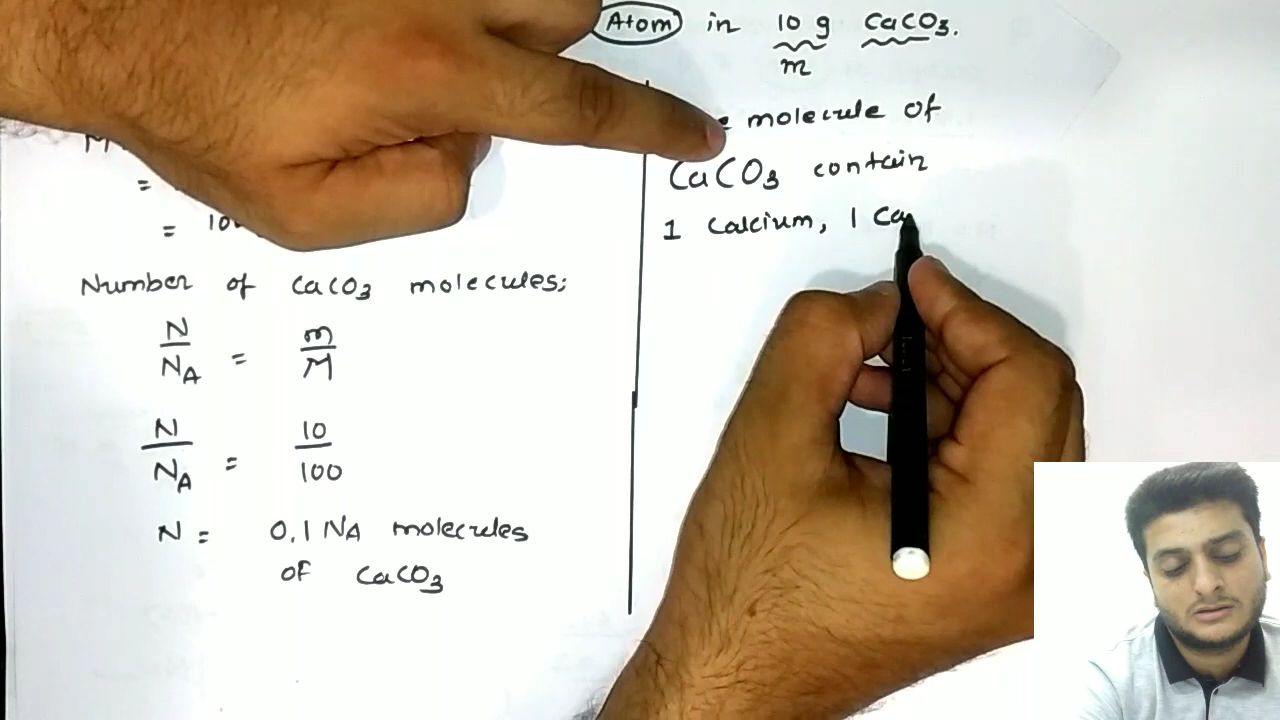 Atom in 10 g CaCO3.
m
molecule of
CaCO3 contain
1 Calcium, 1 Ca
M
=
= 100
Number of CaCO3 molecules;
N/NA = m/M
N/NA = 10/100
N = 0.1 NA molecules
of CaCO3